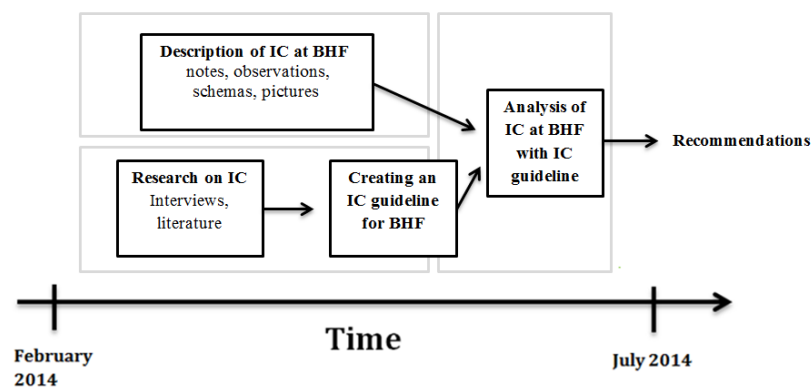 Description of IC at BHF
notes, observations,
schemas, pictures
Analysis of
IC at BHF
with IC
guideline
Recommendations
Research on IC
Interviews,
literature
Creating an
IC guideline
for BHF
Time
February
2014
July 2014